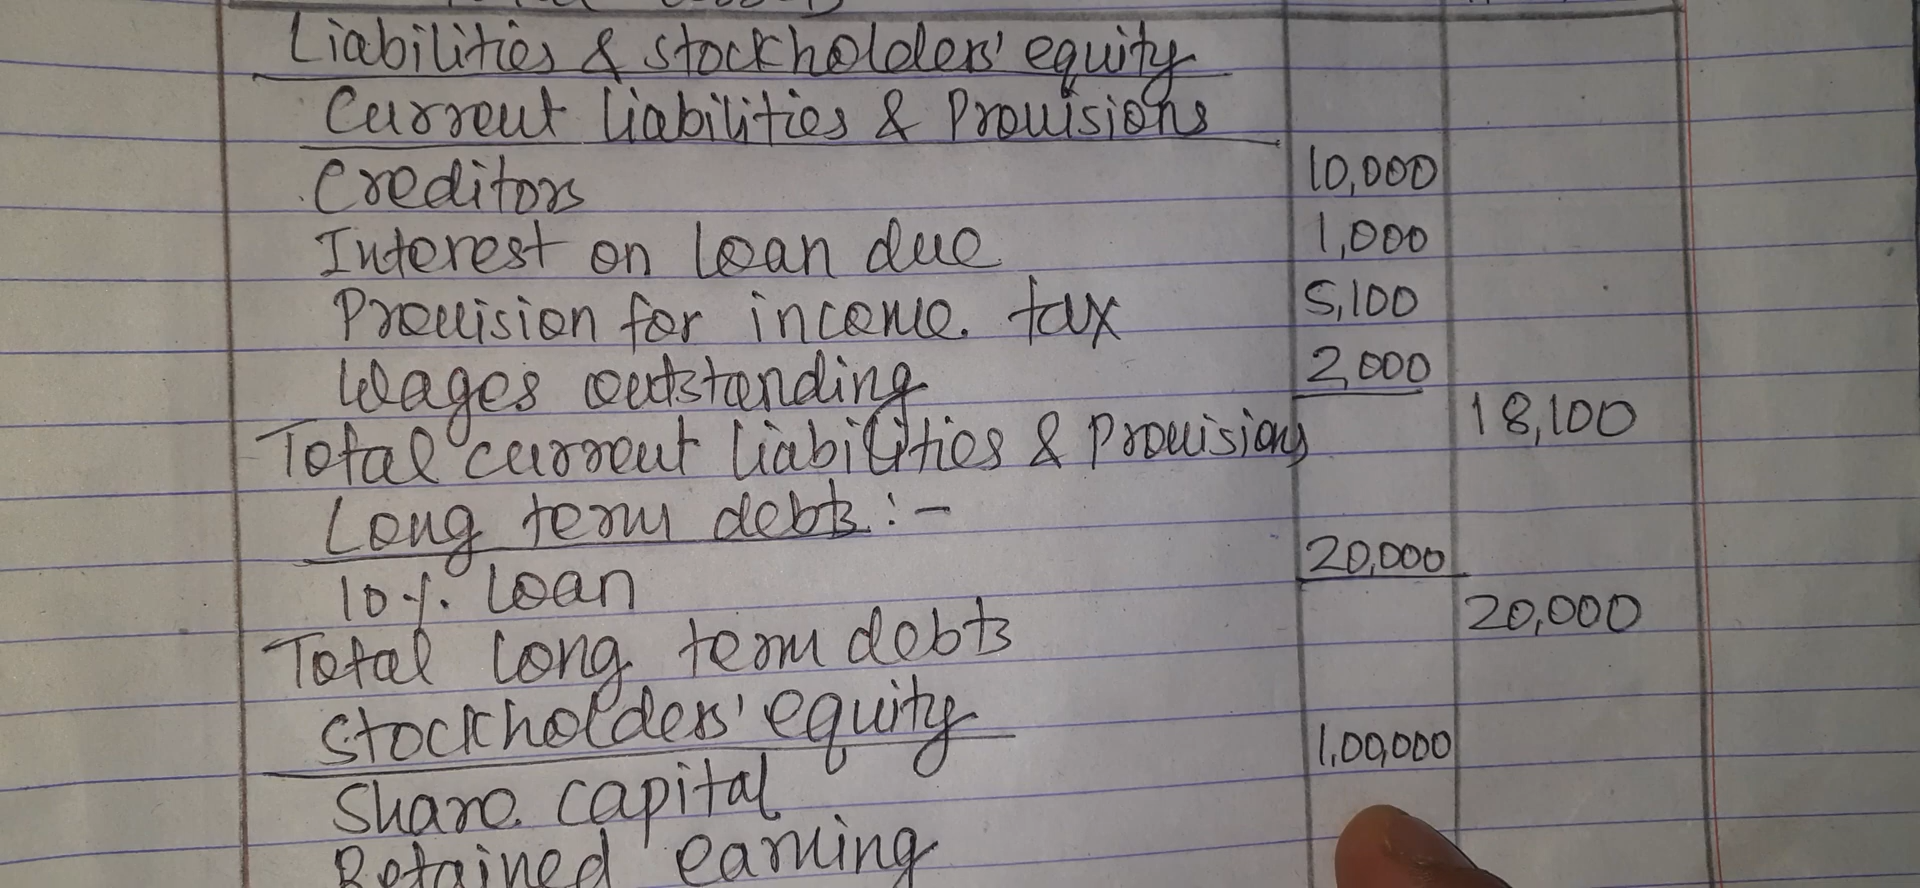 Liabilities & stockholders' equity
Current liabilities & Provisions
Creditors 10,000
Interest on loan due 1,000
Provision for income tax 5,100
Wages outstanding 2,000
Total current liabilities & Provisions 18,100
Long term debts:-
10%. Loan 20,000
Total long term debts 20,000
Stockholders' equity
Share capital 1,00,000
Retained earning